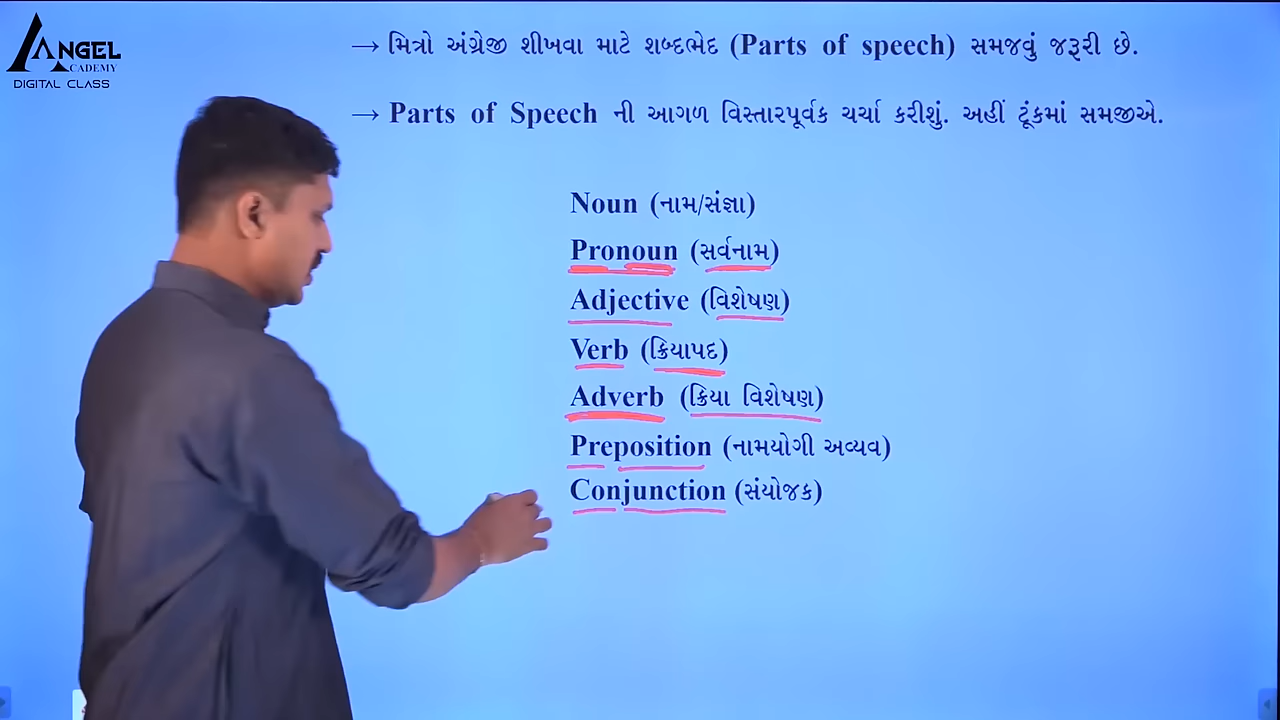 ANGEL
ACADEMY
DIGITAL CLASS
→ મિત્રો અંગ્રેજી શીખવા માટે શબ્દભેદ (Parts of speech) સમજવું જરૂરી છે.
→ Parts of Speech ની આગળ વિસ્તારપૂર્વક ચર્ચા કરીશું. અહીં ટૂંકમાં સમજીએ.
Noun (નામ/સંજ્ઞા)
Pronoun (સર્વનામ)
Adjective (વિશેષણ)
Verb (ક્રિયાપદ)
Adverb (ક્રિયા વિશેષણ)
Preposition (નામયોગી અવ્યવ)
Conjunction (સંયોજક)